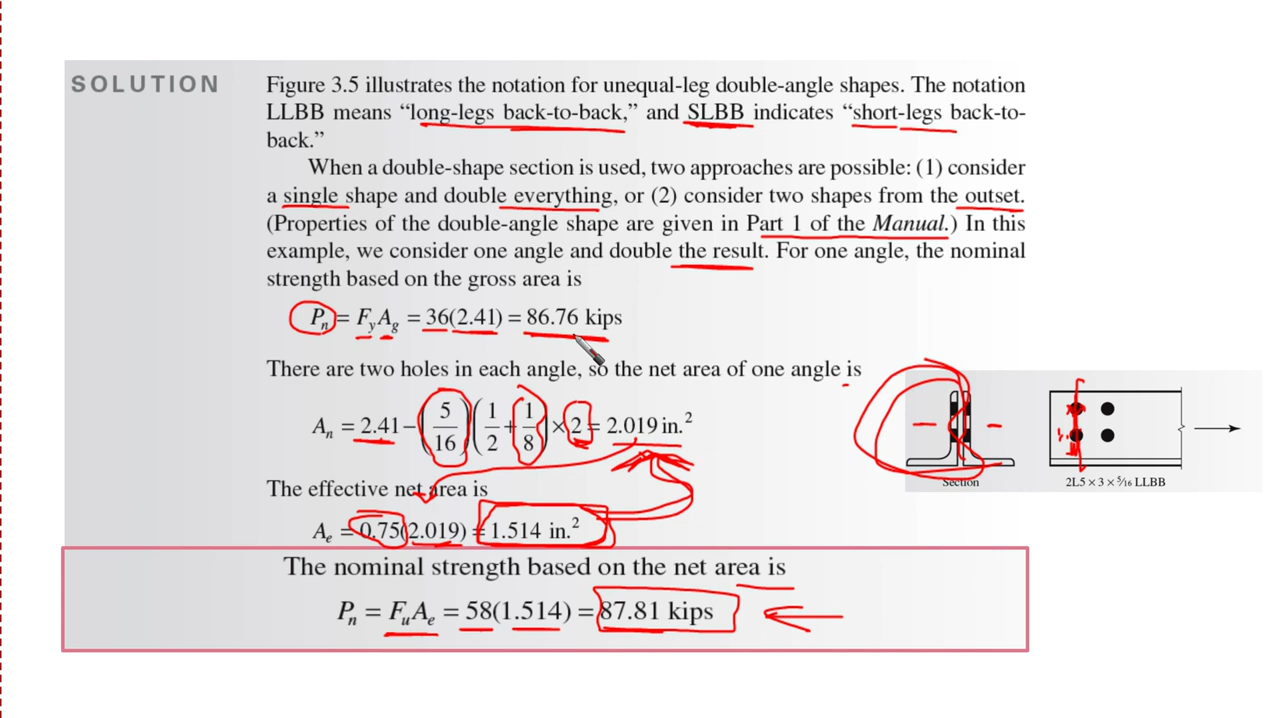 SOLUTION
Figure 3.5 illustrates the notation for unequal-leg double-angle shapes. The notation
LLBB means “long-legs back-to-back,” and SLBB indicates “short-legs back-to-
back.”
When a double-shape section is used, two approaches are possible: (1) consider
a single shape and double everything, or (2) consider two shapes from the outset.
(Properties of the double-angle shape are given in Part 1 of the Manual.) In this
example, we consider one angle and double the result. For one angle, the nominal
strength based on the gross area is
Pₙ = FᵧA_g = 36(2.41) = 86.76 kips
There are two holes in each angle, so the net area of one angle is
Aₙ = 2.41 − (5/16)(1/2 + 1/8) × 2 = 2.019 in.²
The effective net area is
Aₑ = 0.75(2.019) = 1.514 in.²
The nominal strength based on the net area is
Pₙ = FᵤAₑ = 58(1.514) = 87.81 kips
Section
2L5 × 3 × 5/16 LLBB